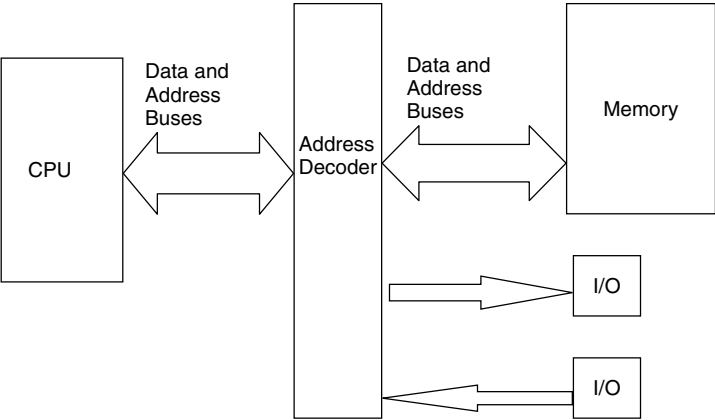 Data and
Address
Buses
Data and
Address
Buses
Memory
Address
Decoder
CPU
I/O
I/O